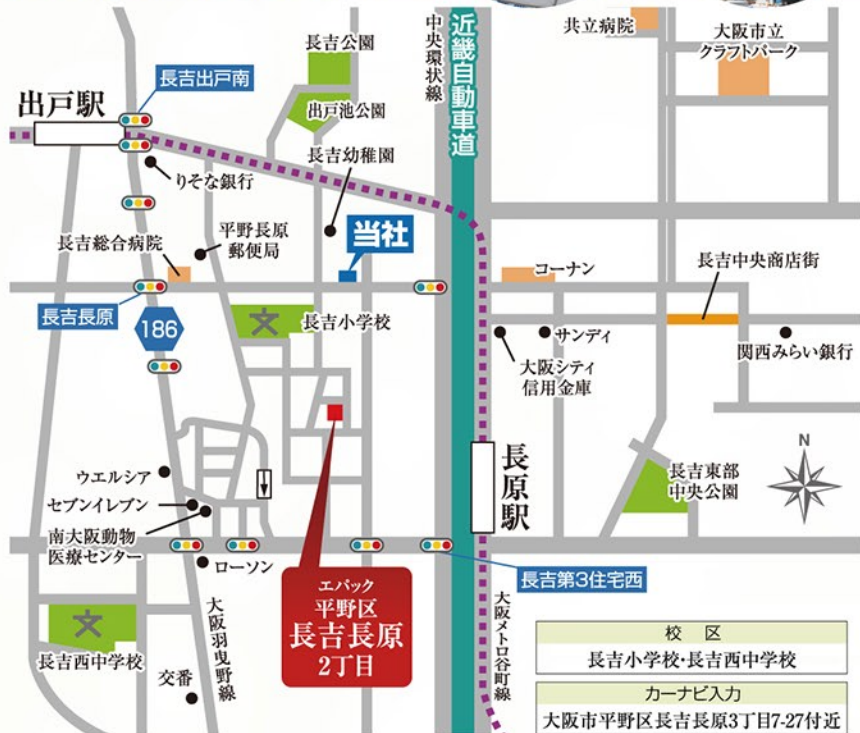 共立病院
大阪市立
クラフトパーク
長吉公園
中央環状線
近畿自動車道
長吉出戸南
出戸駅
出戸池公園
長吉幼稚園
りそな銀行
平野長原
郵便局
長吉総合病院
当社
コーナン
長吉中央商店街
長吉長原
186
長吉小学校
サンディ
大阪シティ
信用金庫
関西みらい銀行
N
長原駅
長吉東部
中央公園
ウエルシア
セブンイレブン
南大阪動物
医療センター
ローソン
エパック
平野区
長吉長原
2丁目
長吉第3住宅西
大阪羽曳野線
大阪メトロ谷町線
長吉西中学校
交番
校 区
長吉小学校・長吉西中学校
カーナビ入力
大阪市平野区長吉長原3丁目7-27付近